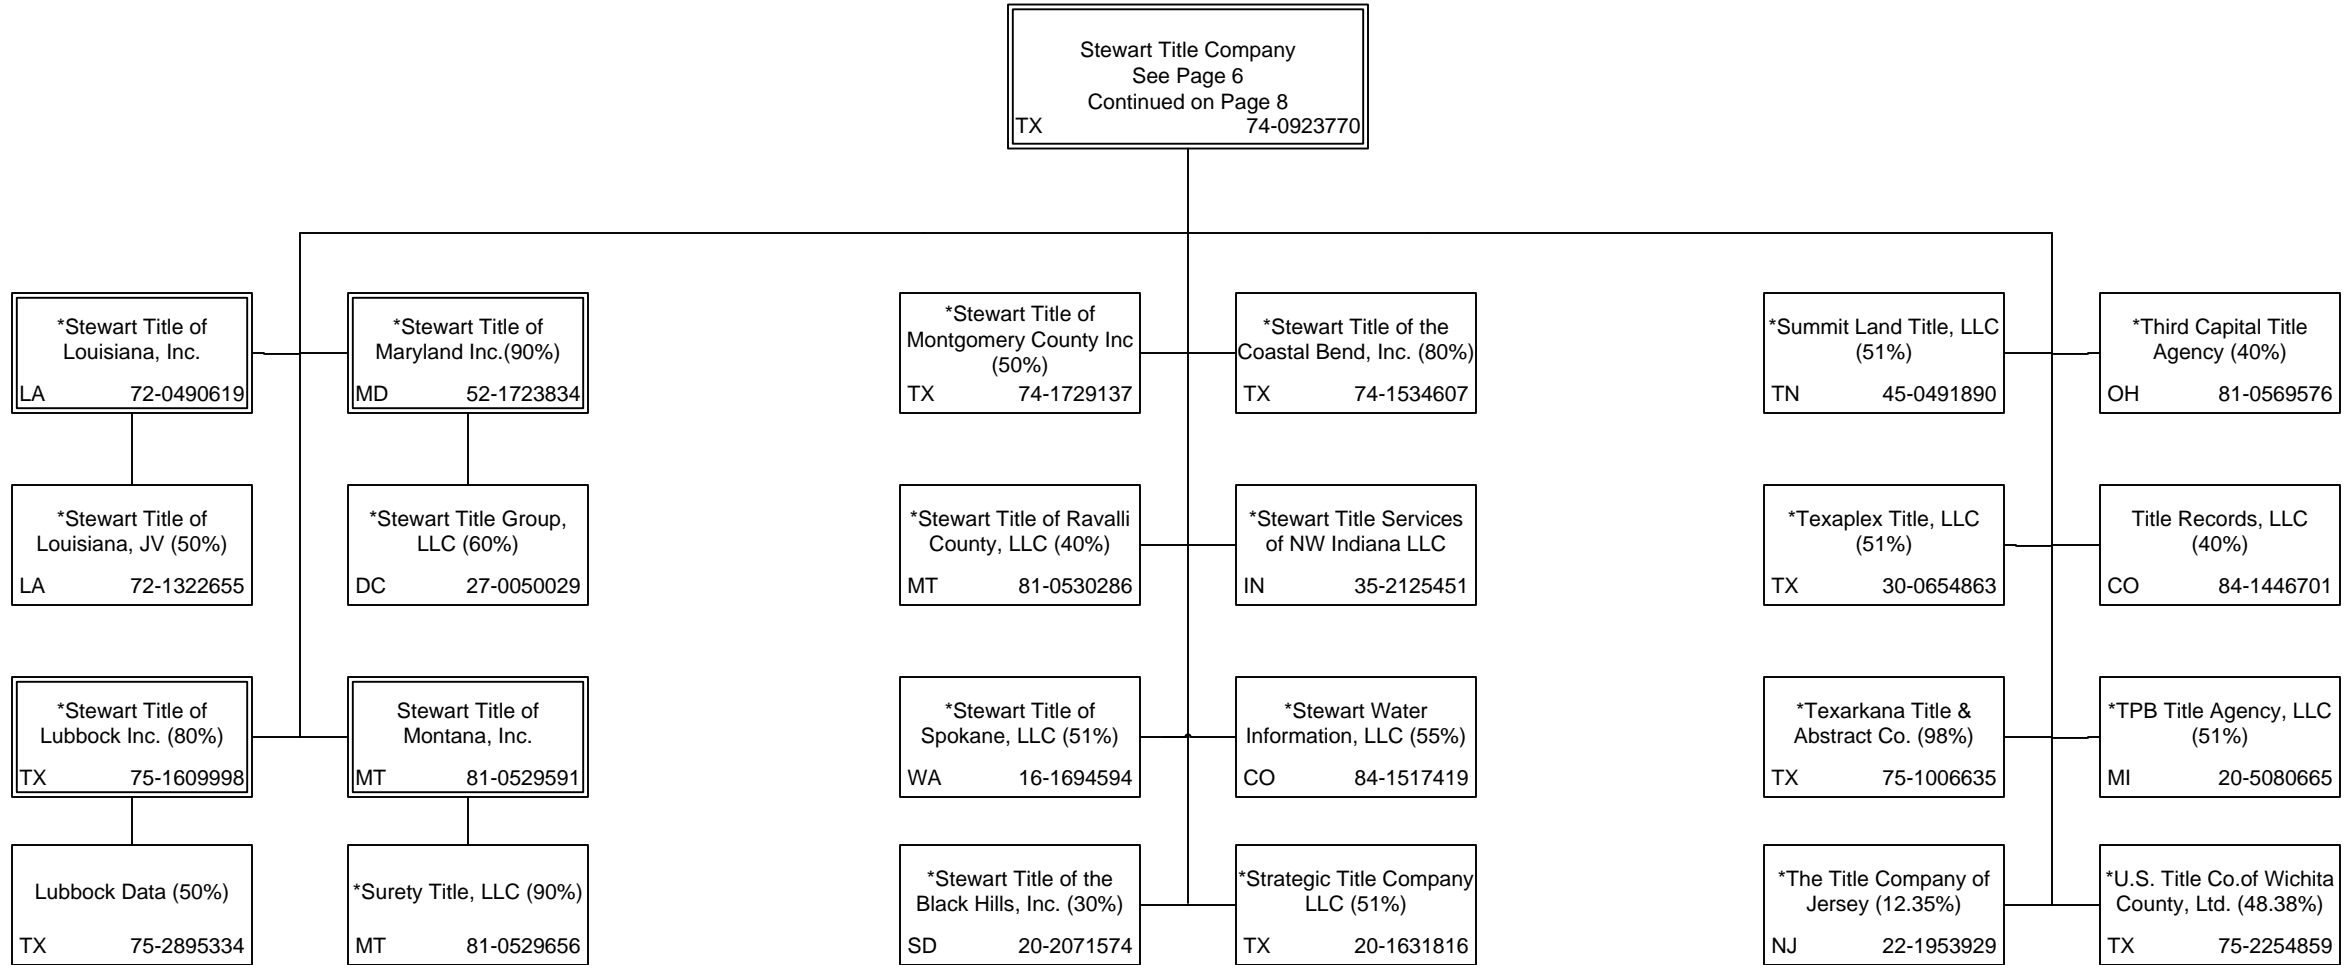 Stewart Title Company
See Page 6
Continued on Page 8
TX 74-0923770
*Stewart Title of
Louisiana, Inc.
LA 72-0490619
*Stewart Title of
Maryland Inc.(90%)
MD 52-1723834
*Stewart Title of
Montgomery County Inc
(50%)
TX 74-1729137
*Stewart Title of the
Coastal Bend, Inc. (80%)
TX 74-1534607
*Summit Land Title, LLC
(51%)
TN 45-0491890
*Third Capital Title
Agency (40%)
OH 81-0569576
*Stewart Title of
Louisiana, JV (50%)
LA 72-1322655
*Stewart Title Group,
LLC (60%)
DC 27-0050029
*Stewart Title of Ravalli
County, LLC (40%)
MT 81-0530286
*Stewart Title Services
of NW Indiana LLC
IN 35-2125451
*Texaplex Title, LLC
(51%)
TX 30-0654863
Title Records, LLC
(40%)
CO 84-1446701
*Stewart Title of
Lubbock Inc. (80%)
TX 75-1609998
Stewart Title of
Montana, Inc.
MT 81-0529591
*Stewart Title of
Spokane, LLC (51%)
WA 16-1694594
*Stewart Water
Information, LLC (55%)
CO 84-1517419
*Texarkana Title &
Abstract Co. (98%)
TX 75-1006635
*TPB Title Agency, LLC
(51%)
MI 20-5080665
Lubbock Data (50%)
TX 75-2895334
*Surety Title, LLC (90%)
MT 81-0529656
*Stewart Title of the
Black Hills, Inc. (30%)
SD 20-2071574
*Strategic Title Company
LLC (51%)
TX 20-1631816
*The Title Company of
Jersey (12.35%)
NJ 22-1953929
*U.S. Title Co.of Wichita
County, Ltd. (48.38%)
TX 75-2254859